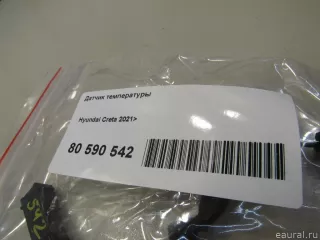 Датчик температуры
Hyundai Creta 2021>
80 590 542
© eaural.ru